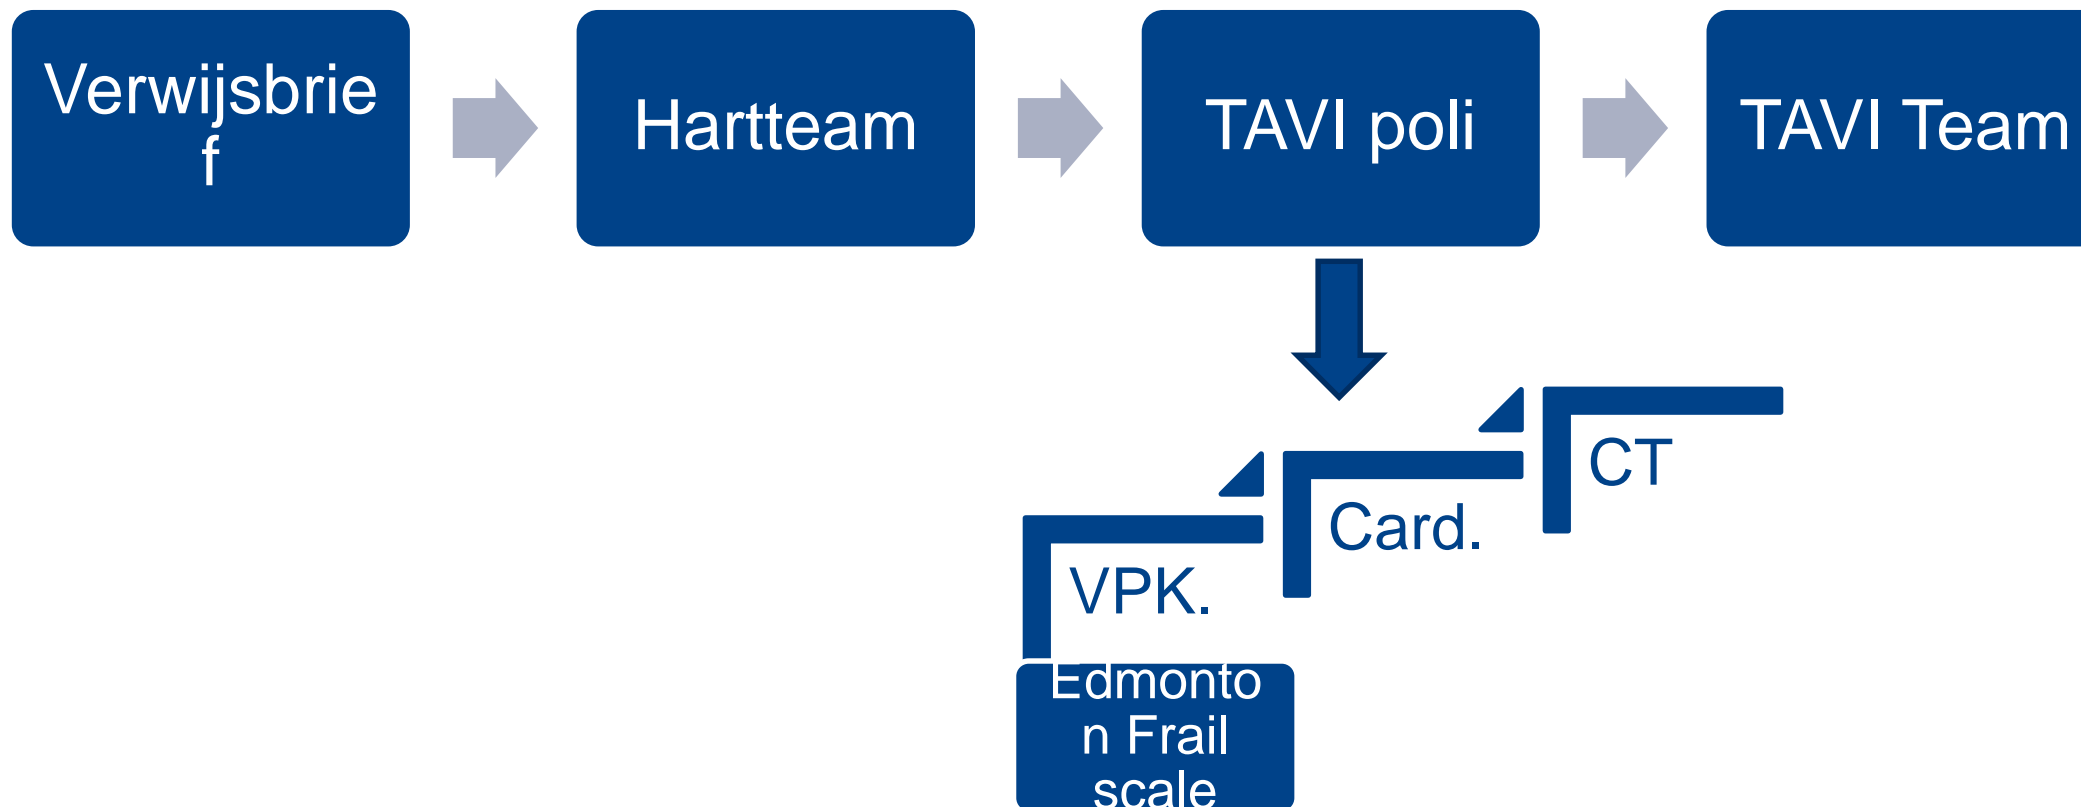 Verwijsbrie
f
Hartteam
TAVI poli
TAVI Team
CT
Card.
VPK.
Edmonto
n Frail
scale